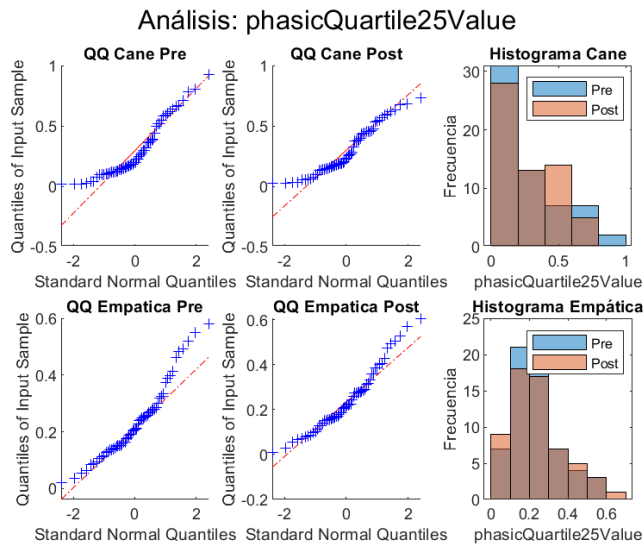 Análisis: phasicQuartile25Value
QQ Cane Pre
Quantiles of Input Sample
1
0.5
0
-0.5
-2 0 2
Standard Normal Quantiles
QQ Cane Post
Quantiles of Input Sample
1
0.5
0
-0.5
-2 0 2
Standard Normal Quantiles
Histograma Cane
Frecuencia
30
20
10
0
Pre
Post
0 0.5 1
phasicQuartile25Value
QQ Empatica Pre
Quantiles of Input Sample
0.6
0.4
0.2
0
-2 0 2
Standard Normal Quantiles
QQ Empatica Post
Quantiles of Input Sample
0.6
0.4
0.2
0
-0.2
-2 0 2
Standard Normal Quantiles
Histograma Empática
Frecuencia
25
20
15
10
5
0
Pre
Post
0 0.2 0.4 0.6
phasicQuartile25Value